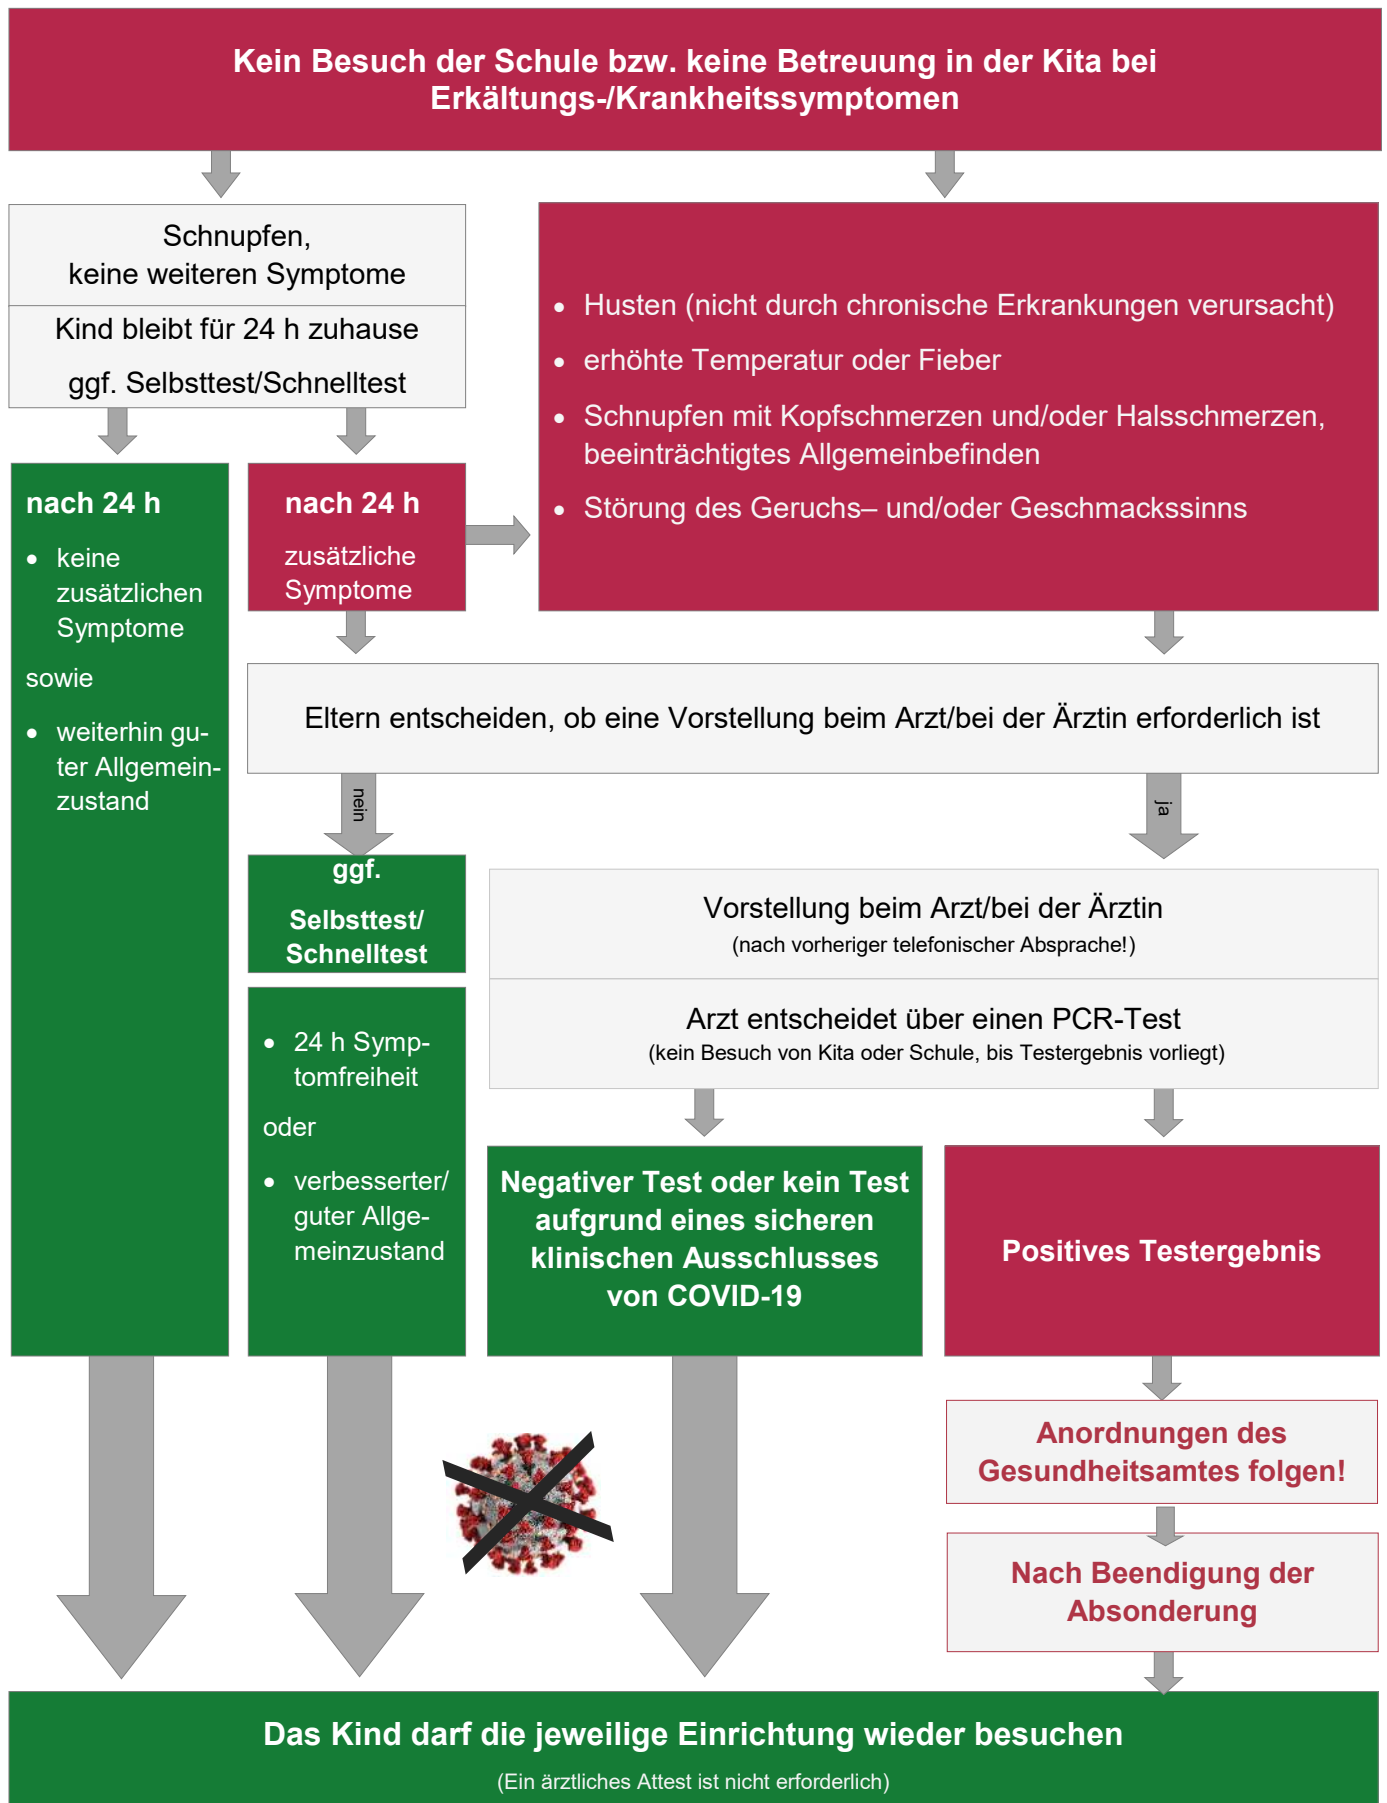 Kein Besuch der Schule bzw. keine Betreuung in der Kita bei
Erkältungs-/Krankheitssymptomen
Schnupfen,
keine weiteren Symptome
Kind bleibt für 24 h zuhause
ggf. Selbsttest/Schnelltest
• Husten (nicht durch chronische Erkrankungen verursacht)
• erhöhte Temperatur oder Fieber
• Schnupfen mit Kopfschmerzen und/oder Halsschmerzen,
beeinträchtigtes Allgemeinbefinden
• Störung des Geruchs– und/oder Geschmackssinns
nach 24 h
• keine
zusätzlichen
Symptome
sowie
• weiterhin gu-
ter Allgemein-
zustand
nach 24 h
zusätzliche
Symptome
Eltern entscheiden, ob eine Vorstellung beim Arzt/bei der Ärztin erforderlich ist
nein
ja
ggf.
Selbsttest/
Schnelltest
• 24 h Symp-
tomfreiheit
oder
• verbesserter/
guter Allge-
meinzustand
Vorstellung beim Arzt/bei der Ärztin
(nach vorheriger telefonischer Absprache!)
Arzt entscheidet über einen PCR-Test
(kein Besuch von Kita oder Schule, bis Testergebnis vorliegt)
Negativer Test oder kein Test
aufgrund eines sicheren
klinischen Ausschlusses
von COVID-19
Positives Testergebnis
Anordnungen des
Gesundheitsamtes folgen!
Nach Beendigung der
Absonderung
Das Kind darf die jeweilige Einrichtung wieder besuchen
(Ein ärztliches Attest ist nicht erforderlich)